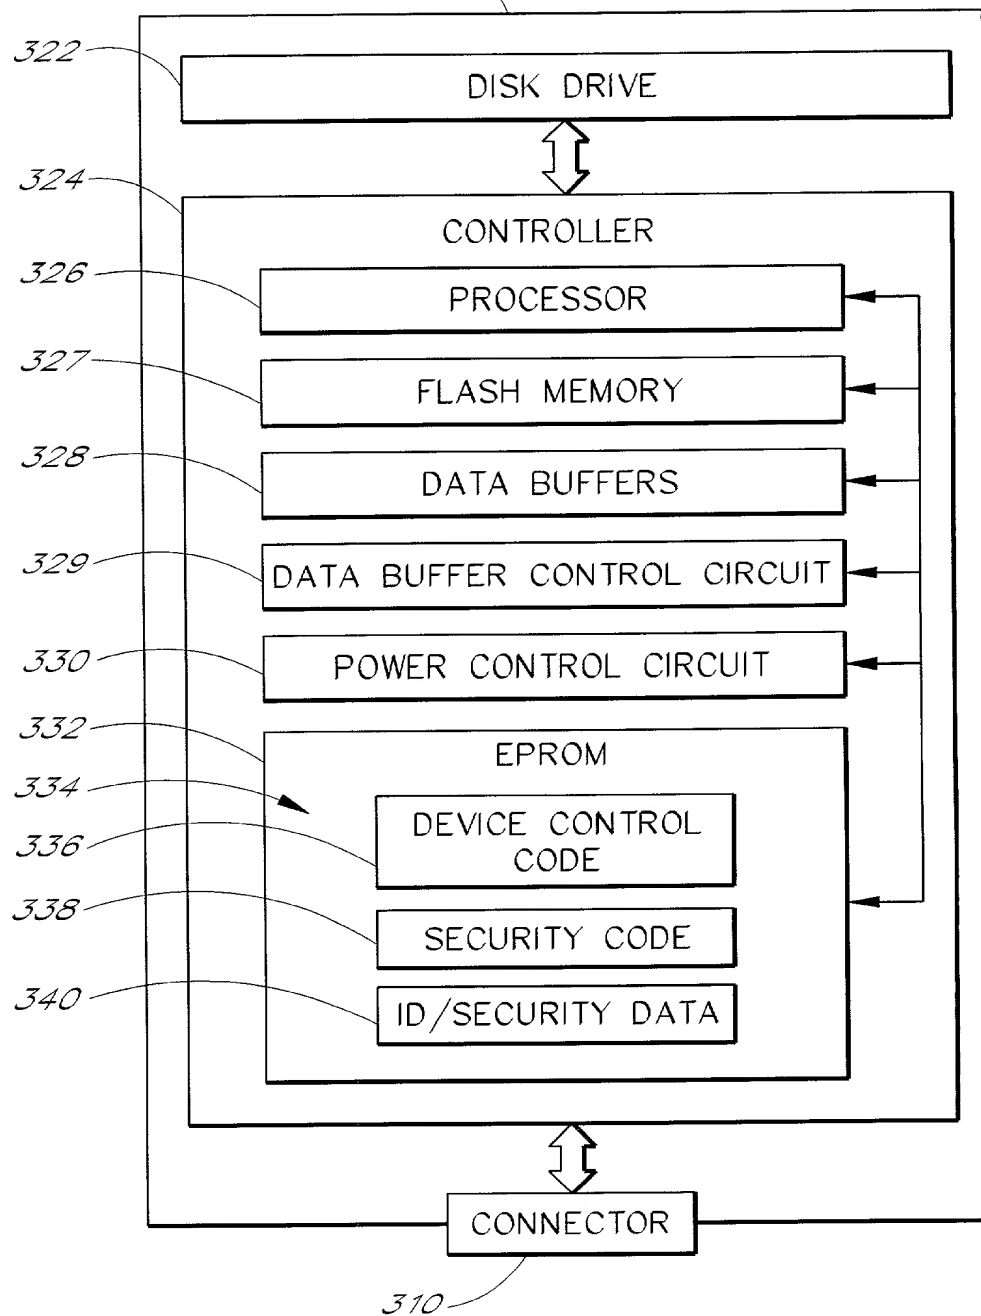 322
DISK DRIVE
324
CONTROLLER
326
PROCESSOR
327
FLASH MEMORY
328
DATA BUFFERS
329
DATA BUFFER CONTROL CIRCUIT
330
POWER CONTROL CIRCUIT
332
EPROM
334
336
DEVICE CONTROL
CODE
338
SECURITY CODE
340
ID/SECURITY DATA
CONNECTOR
310